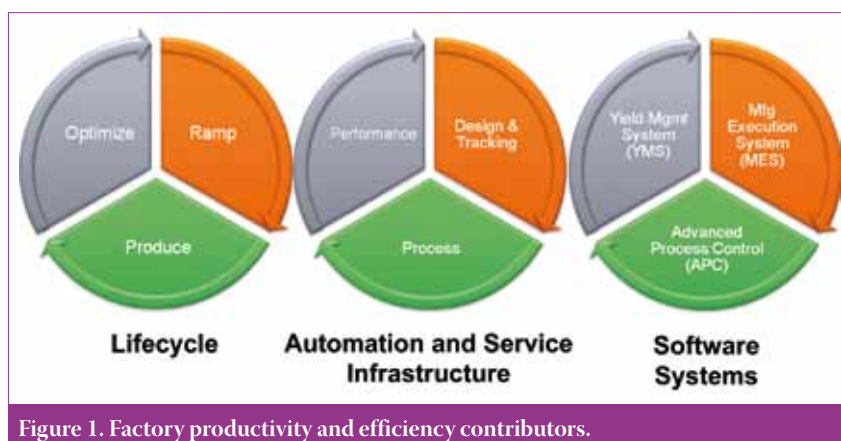 Optimize
Ramp
Produce
Lifecycle
Performance
Design &
Tracking
Process
Automation and Service
Infrastructure
Yield Mgmt
System
(YMS)
Mfg
Execution
System
(MES)
Advanced
Process Control
(APC)
Software
Systems
Figure 1. Factory productivity and efficiency contributors.